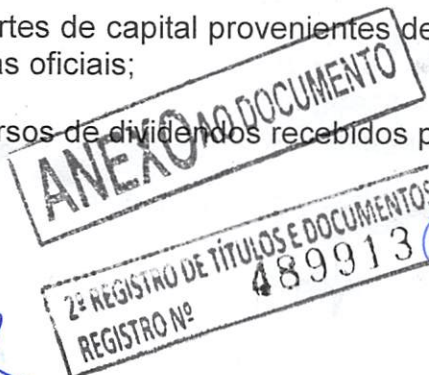 rtes de capital provenientes de
as oficiais;
rsos de dividendos recebidos p
ANEXO AO DOCUMENTO
2º REGISTRO DE TÍTULOS E DOCUMENTOS
REGISTRO Nº 489913